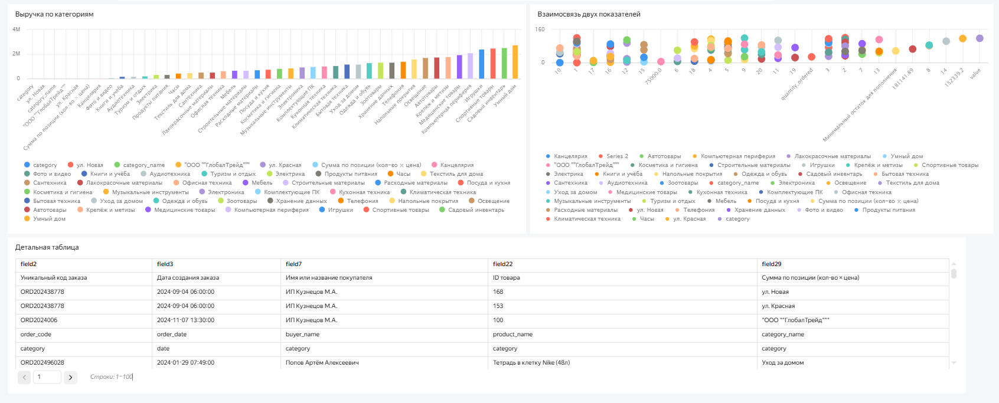 Выручка по категориям
4M
2M
0
category
ул. Новая
category_name
"ООО ""ГлобалТрейд"""
ул. Красная
Сумма по позиции (кол-во × цена)
Канцелярия
Фото и видео
Книги и учёба
Аудиотехника
Туризм и отдых
Электрика
Продукты питания
Часы
Текстиль для дома
Сантехника
Лакокрасочные материалы
Офисная техника
Мебель
Строительные материалы
Расходные материалы
Посуда и кухня
Косметика и гигиена
Музыкальные инструменты
Электроника
Комплектующие ПК
Кухонная техника
Климатическая техника
Бытовая техника
Уход за домом
Одежда и обувь
Зоотовары
Хранение данных
Телефония
Напольные покрытия
Освещение
Автотовары
Крепёж и метизы
Медицинские товары
Компьютерная периферия
Игрушки
Спортивные товары
Садовый инвентарь
Умный дом
category ул. Новая category_name "ООО ""ГлобалТрейд""" ул. Красная Сумма по позиции (кол-во × цена) Канцелярия
Фото и видео Книги и учёба Аудиотехника Туризм и отдых Электрика Продукты питания Часы Текстиль для дома
Сантехника Лакокрасочные материалы Офисная техника Мебель Строительные материалы Расходные материалы Посуда и кухня
Косметика и гигиена Музыкальные инструменты Электроника Комплектующие ПК Кухонная техника Климатическая техника
Бытовая техника Уход за домом Одежда и обувь Зоотовары Хранение данных Телефония Напольные покрытия Освещение
Автотовары Крепёж и метизы Медицинские товары Компьютерная периферия Игрушки Спортивные товары Садовый инвентарь
Умный дом
Взаимосвязь двух показателей
160
0
10
1
17
16
12
15
75000.0
6
18
4
5
9
20
11
19
quantity_ordered
3
2
7
13
Минимальный остаток для пополнения
181141.89
8
14
152339.2
value
Канцелярия Series 2 Автотовары Компьютерная периферия Лакокрасочные материалы Умный дом
"ООО ""ГлобалТрейд""" Косметика и гигиена Строительные материалы Игрушки Крепёж и метизы Спортивные товары
Электрика Книги и учёба Напольные покрытия Одежда и обувь Садовый инвентарь Бытовая техника
Сантехника Аудиотехника Зоотовары category_name Электроника Освещение Текстиль для дома
Уход за домом Медицинские товары Кухонная техника Комплектующие ПК Офисная техника
Музыкальные инструменты Туризм и отдых Мебель Посуда и кухня Сумма по позиции (кол-во × цена)
Расходные материалы ул. Новая Телефония Хранение данных Фото и видео Продукты питания
Климатическая техника Часы ул. Красная category
Детальная таблица
field2 field3 field7 field22 field29
Уникальный код заказа Дата создания заказа Имя или название покупателя ID товара Сумма по позиции (кол-во × цена)
ORD202438778 2024-09-04 06:00:00 ИП Кузнецов М.А. 168 ул. Новая
ORD202438778 2024-09-04 06:00:00 ИП Кузнецов М.А. 153 ул. Красная
ORD2024006 2024-11-07 13:30:00 ИП Кузнецов М.А. 100 "ООО ""ГлобалТрейд"""
order_code order_date buyer_name product_name category_name
category date category category category
ORD202496028 2024-01-29 07:49:00 Попов Артём Алексеевич Тетрадь в клетку Nike (48л) Уход за домом
1 Строки: 1-100